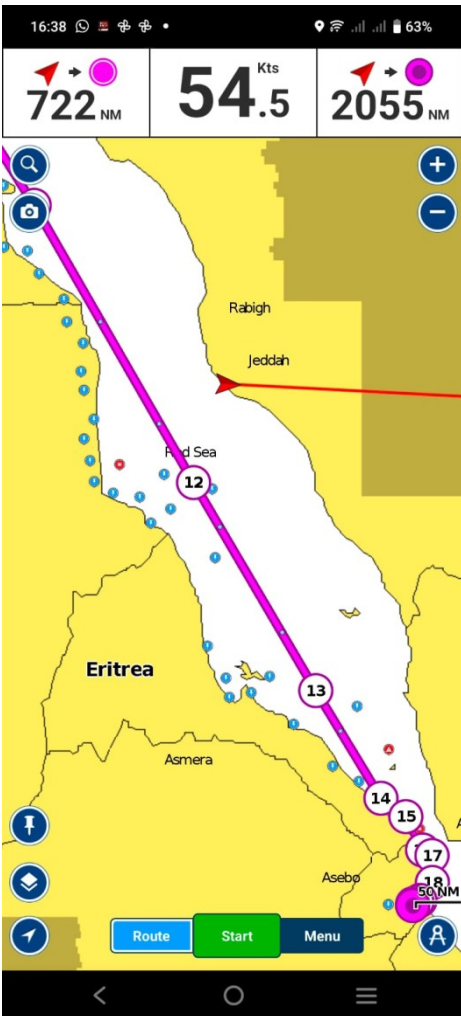 16:38
63%
722 NM
54.5 Kts
2055 NM
Rabigh
Jeddah
Red Sea
12
Eritrea
13
Asmera
14
15
17
Asebo
18
50 NM
Route
Start
Menu